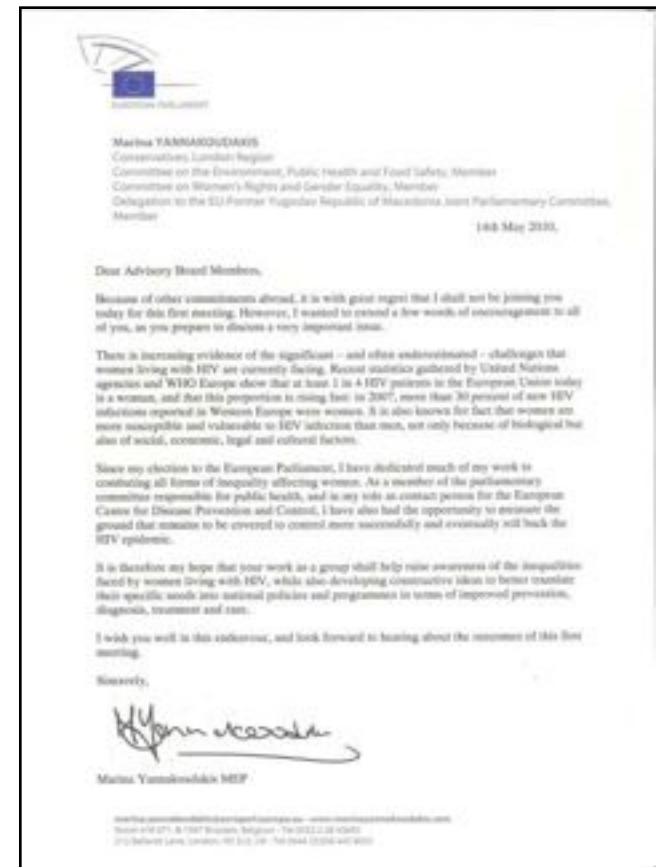 EUROPEAN PARLIAMENT
Marina YANNAKOUDAKIS
Conservatives, London Region
Committee on the Environment, Public Health and Food Safety, Member
Committee on Women's Rights and Gender Equality, Member
Delegation to the EU-Former Yugoslav Republic of Macedonia Joint Parliamentary Committee,
Member
14th May 2010,
Dear Advisory Board Members,
Because of other commitments abroad, it is with great regret that I shall not be joining you
today for this first meeting. However, I wanted to extend a few words of encouragement to all
of you, as you prepare to discuss a very important issue.
There is increasing evidence of the significant – and often underestimated – challenges that
women living with HIV are currently facing. Recent statistics gathered by United Nations
agencies and WHO Europe show that at least 1 in 4 HIV patients in the European Union today
is a woman, and that this proportion is rising fast: in 2007, more than 30 percent of new HIV
infections reported in Western Europe were women. It is also known for fact that women are
more susceptible and vulnerable to HIV infection than men, not only because of biological but
also of social, economic, legal and cultural factors.
Since my election to the European Parliament, I have dedicated much of my work to
combating all forms of inequality affecting women. As a member of the parliamentary
committee responsible for public health, and in my role as contact person for the European
Centre for Disease Prevention and Control, I have also had the opportunity to measure the
ground that remains to be covered to control more successfully and eventually roll back the
HIV epidemic.
It is therefore my hope that your work as a group shall help raise awareness of the inequalities
faced by women living with HIV, while also developing constructive ideas to better translate
their specific needs into national policies and programmes in terms of improved prevention,
diagnosis, treatment and care.
I wish you well in this endeavour, and look forward to hearing about the outcomes of this first
meeting.
Sincerely,
Marina Yannakoudakis MEP